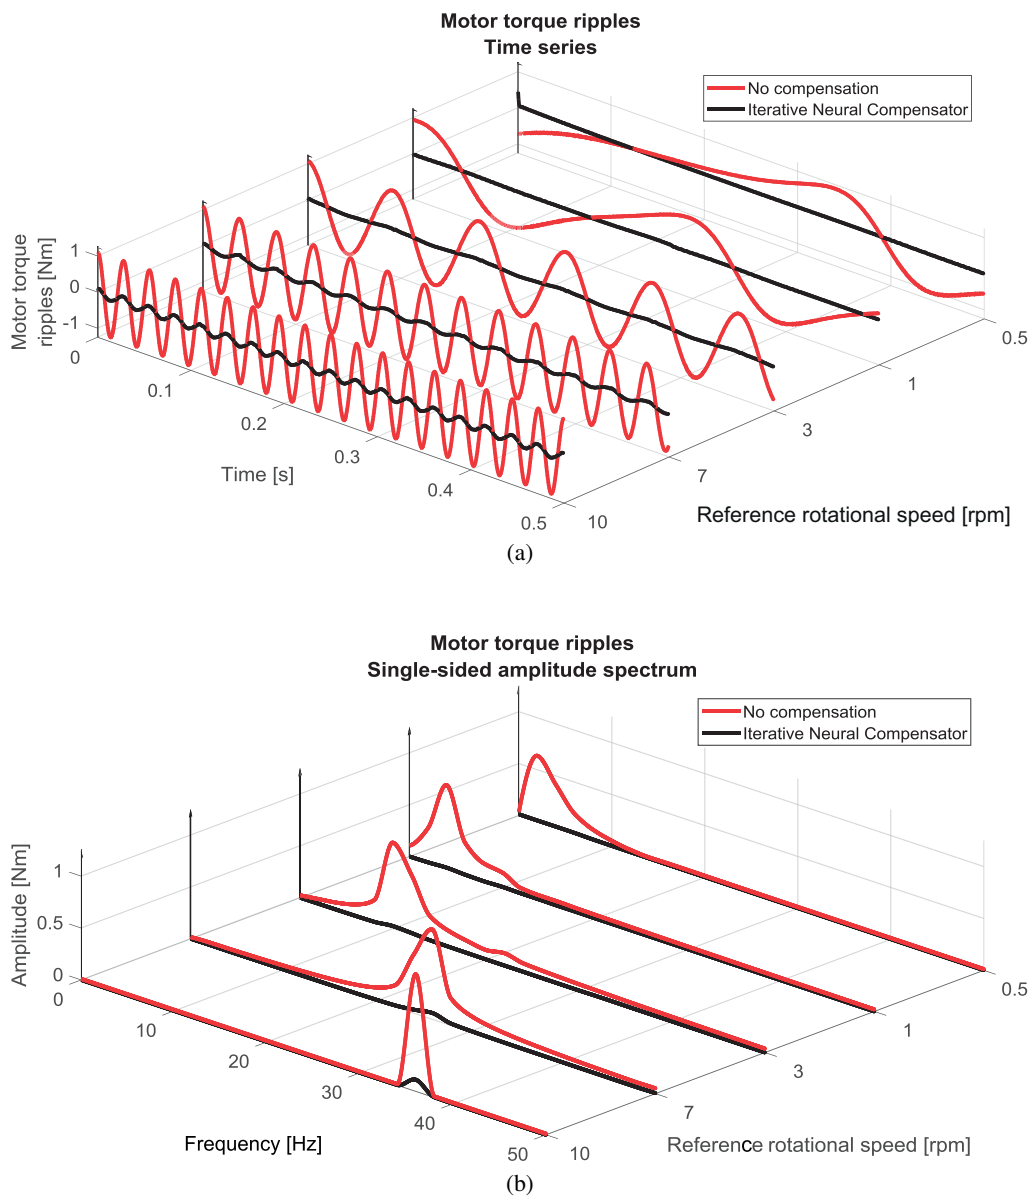 Motor torque ripples
Time series
No compensation
Iterative Neural Compensator
Motor torque
ripples [Nm]
1
0
-1
0
0.1
0.2
0.3
0.4
0.5
Time [s]
10
7
3
1
0.5
Reference rotational speed [rpm]
(a)
Motor torque ripples
Single-sided amplitude spectrum
No compensation
Iterative Neural Compensator
Amplitude [Nm]
1
0.5
0
0
10
20
30
40
50
Frequency [Hz]
10
7
3
1
0.5
Reference rotational speed [rpm]
(b)